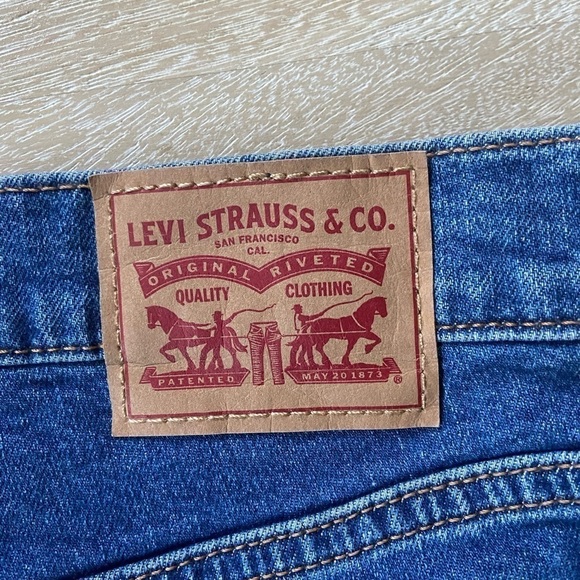 LEVI STRAUSS & CO.
SAN FRANCISCO
CAL.
ORIGINAL RIVETED
QUALITY CLOTHING
PATENTED MAY 20 1873 ®